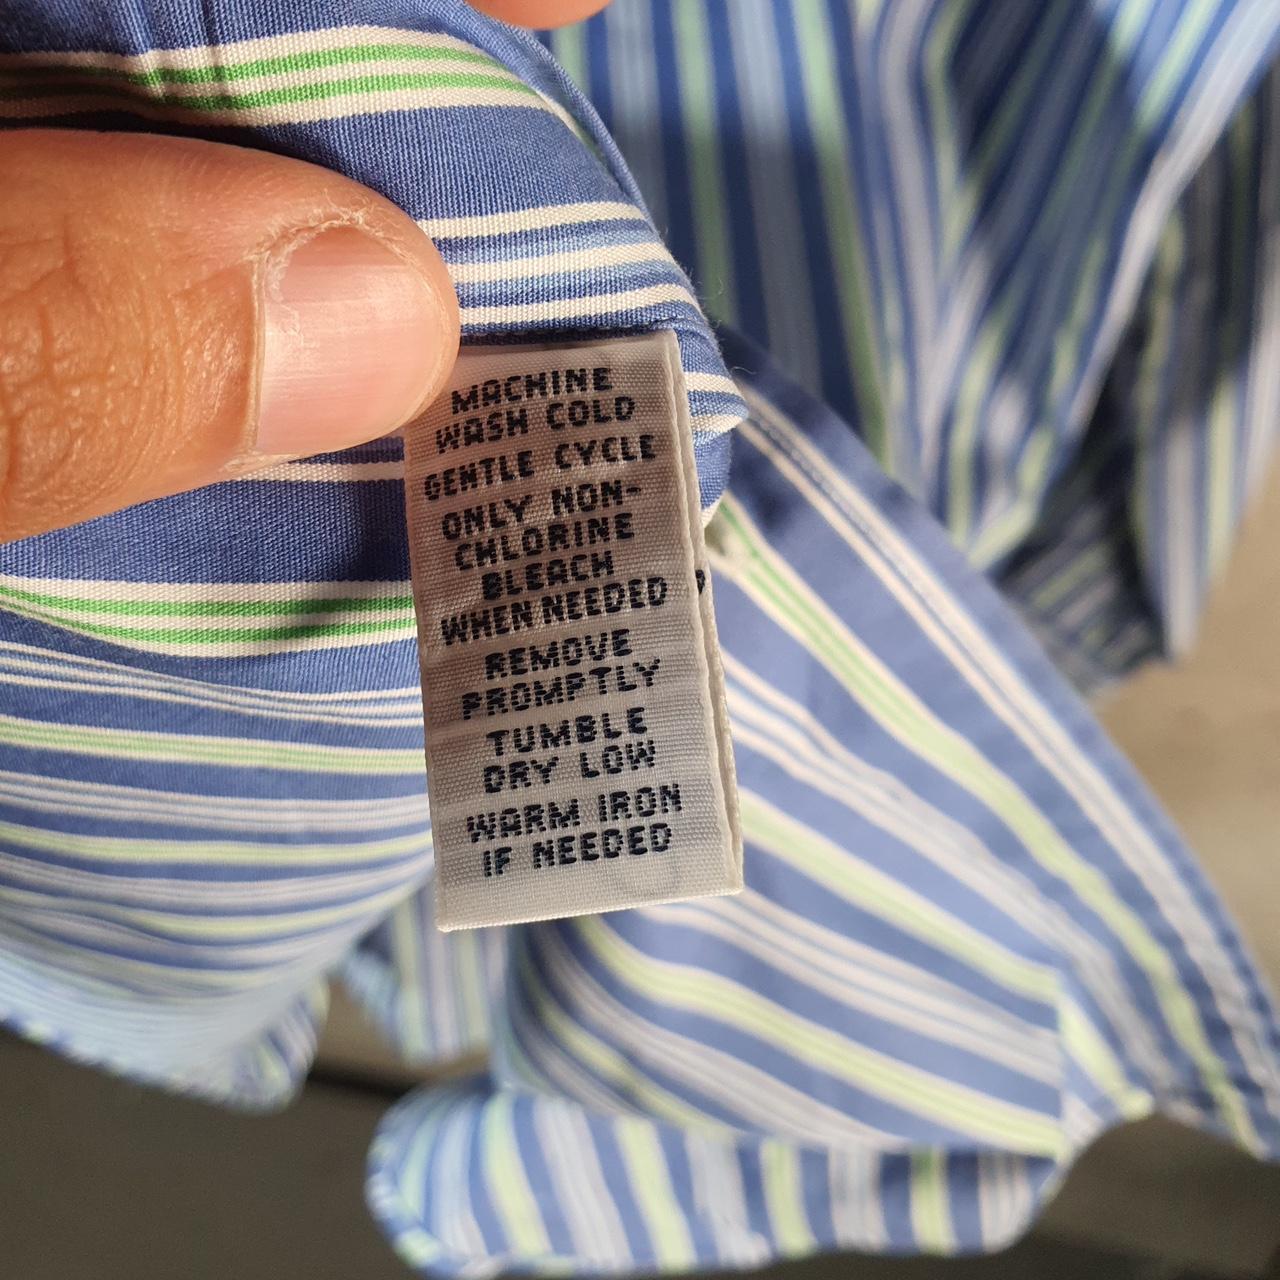 MACHINE
WASH COLD
GENTLE CYCLE
ONLY NON-
CHLORINE
BLEACH
WHEN NEEDED
REMOVE
PROMPTLY
TUMBLE
DRY LOW
WARM IRON
IF NEEDED